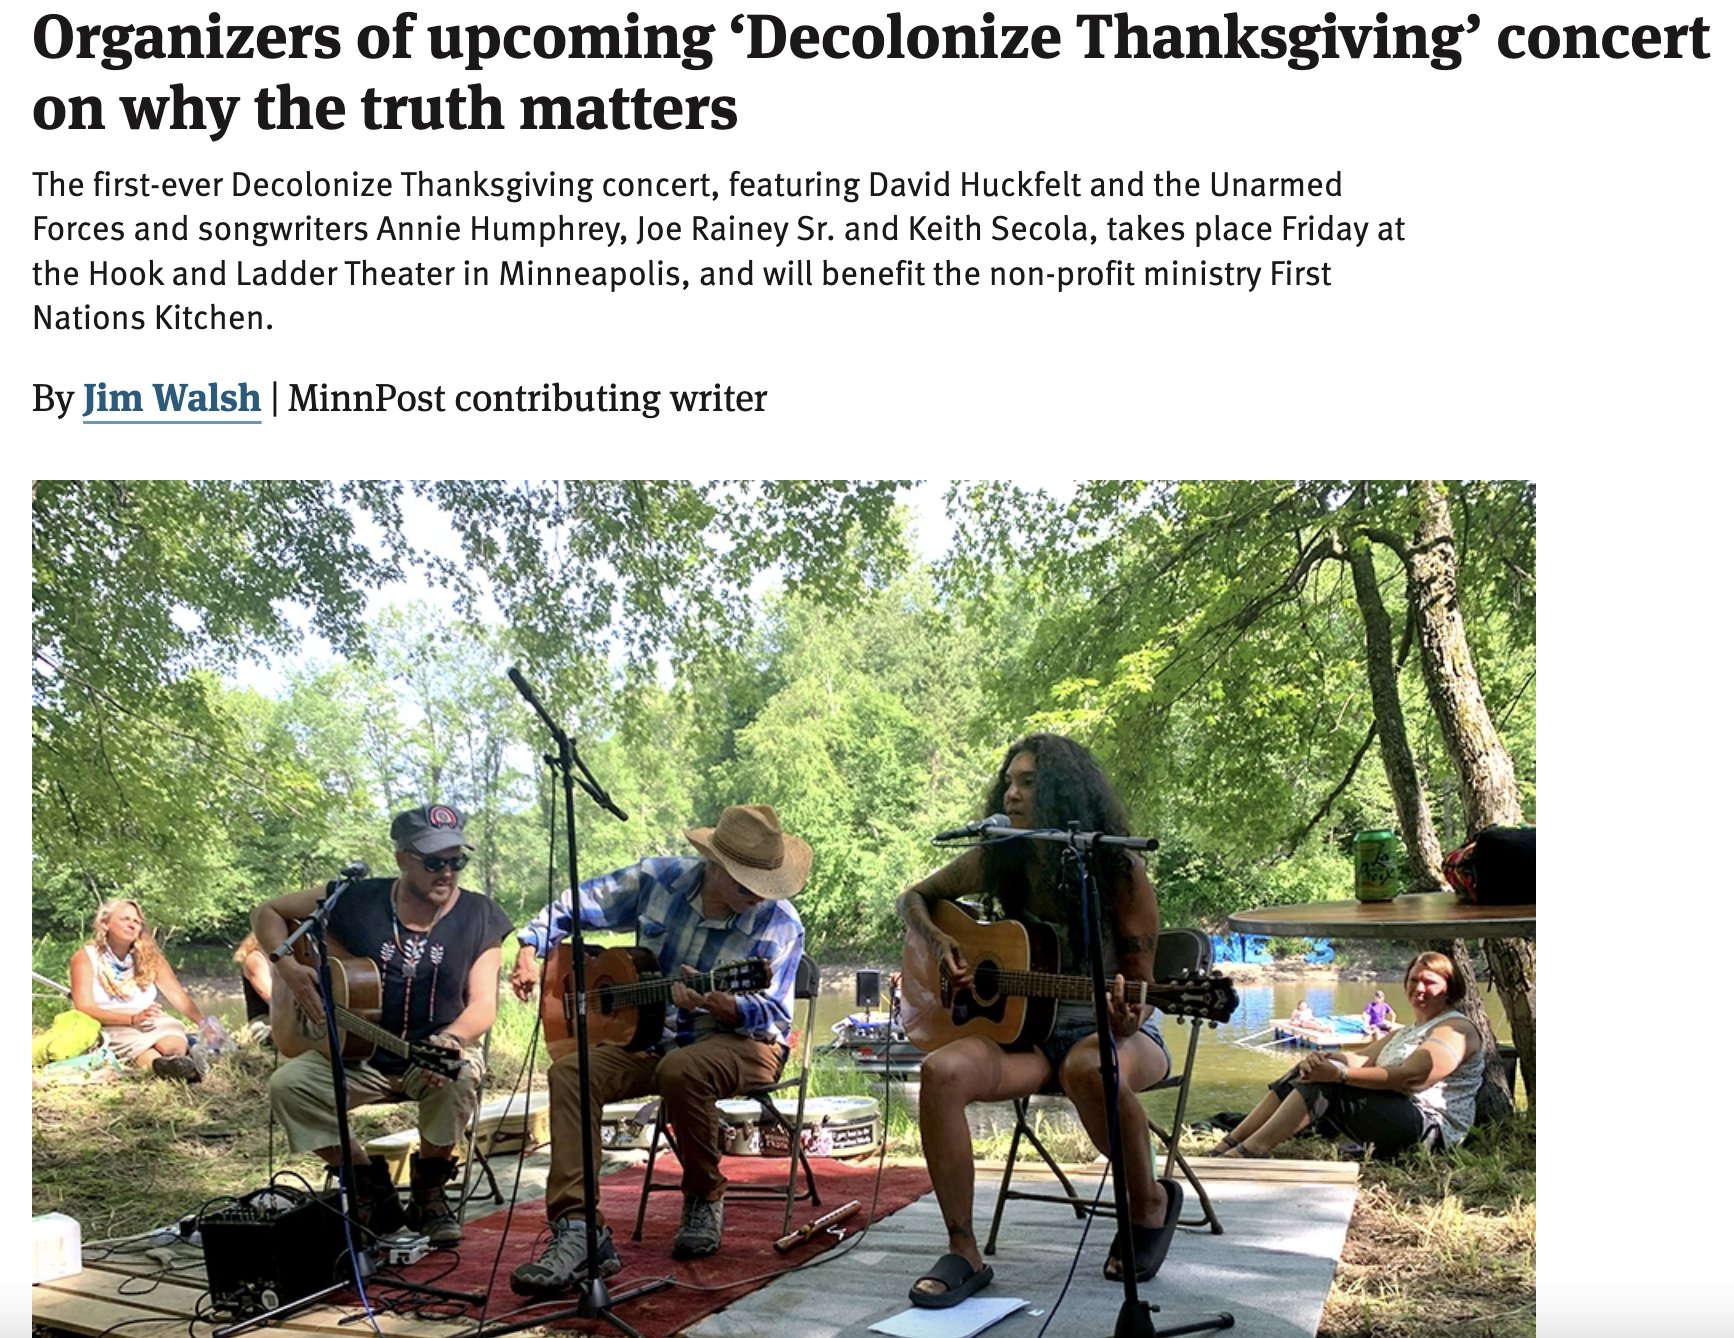 Organizers of upcoming ‘Decolonize Thanksgiving’ concert
on why the truth matters
The first-ever Decolonize Thanksgiving concert, featuring David Huckfelt and the Unarmed
Forces and songwriters Annie Humphrey, Joe Rainey Sr. and Keith Secola, takes place Friday at
the Hook and Ladder Theater in Minneapolis, and will benefit the non-profit ministry First
Nations Kitchen.
By Jim Walsh | MinnPost contributing writer
La
Croix